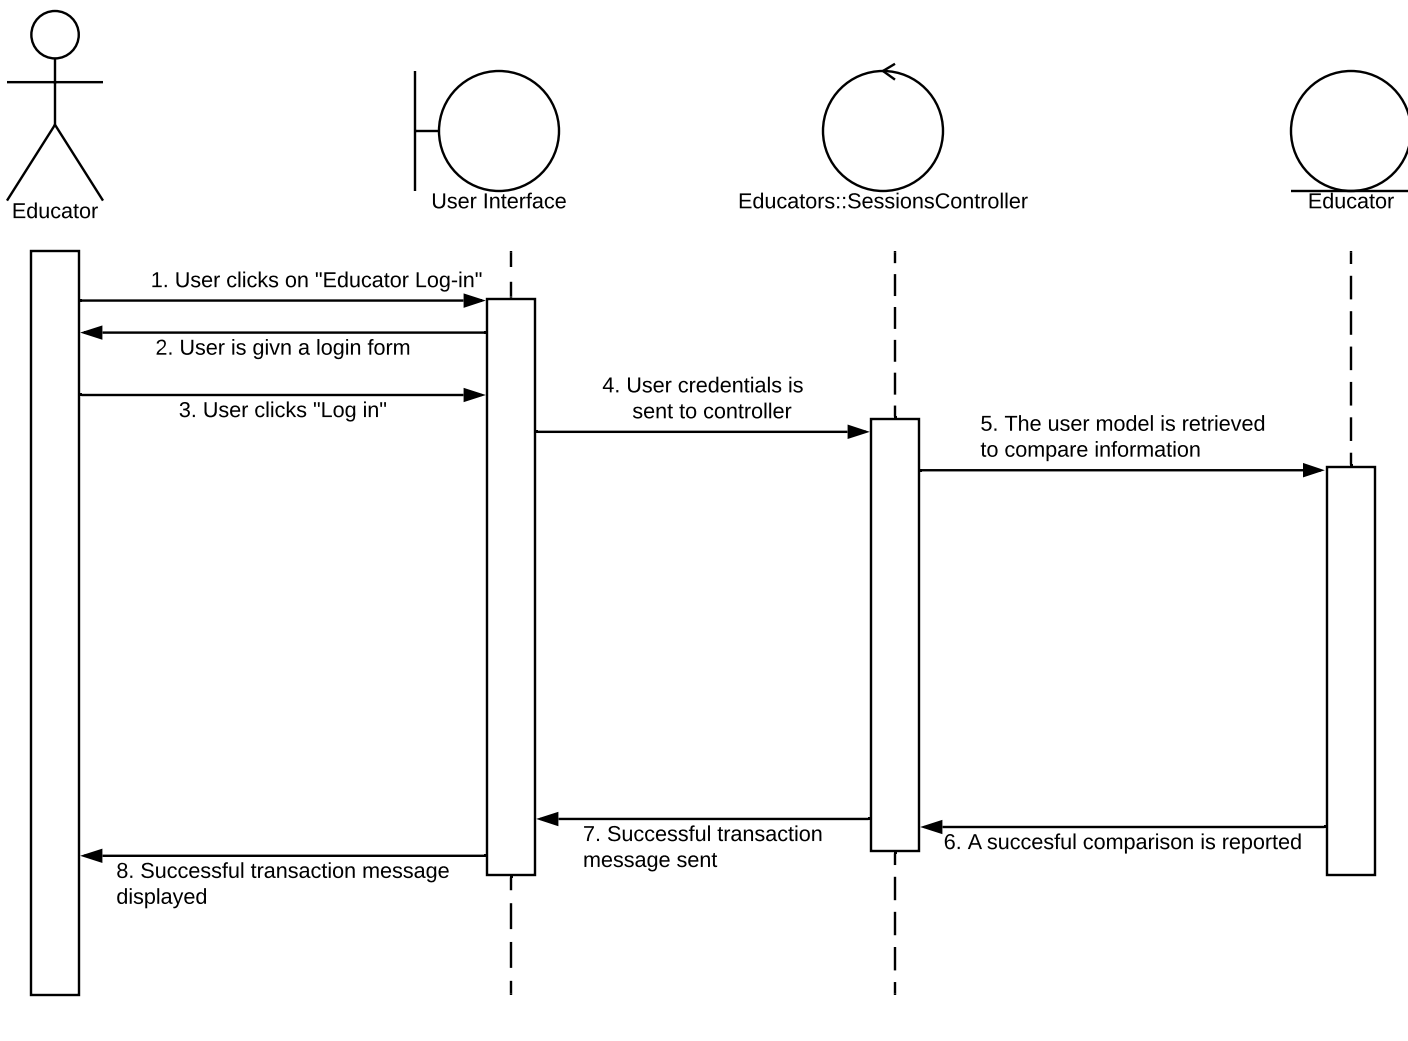 Educator
User Interface
Educators::SessionsController
Educator
1. User clicks on "Educator Log-in"
2. User is givn a login form
3. User clicks "Log in"
4. User credentials is
sent to controller
5. The user model is retrieved
to compare information
6. A succesful comparison is reported
7. Successful transaction
message sent
8. Successful transaction message
displayed